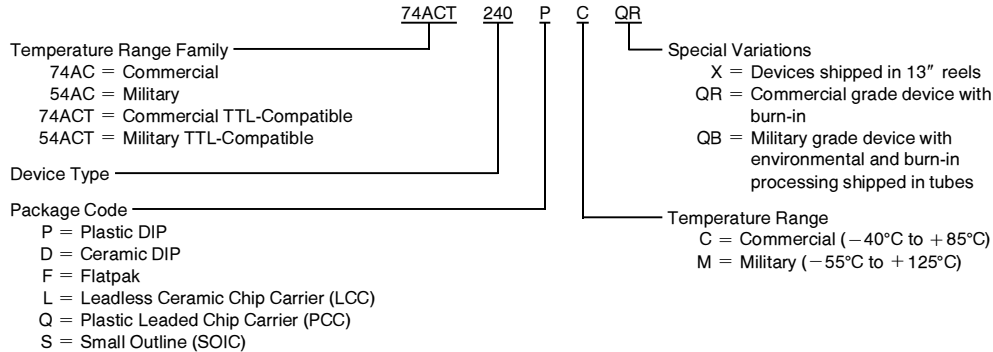 74ACT 240 P C QR
Temperature Range Family
74AC = Commercial
54AC = Military
74ACT = Commercial TTL-Compatible
54ACT = Military TTL-Compatible
Device Type
Package Code
P = Plastic DIP
D = Ceramic DIP
F = Flatpak
L = Leadless Ceramic Chip Carrier (LCC)
Q = Plastic Leaded Chip Carrier (PCC)
S = Small Outline (SOIC)
Special Variations
X = Devices shipped in 13″ reels
QR = Commercial grade device with
burn-in
QB = Military grade device with
environmental and burn-in
processing shipped in tubes
Temperature Range
C = Commercial (−40°C to +85°C)
M = Military (−55°C to +125°C)